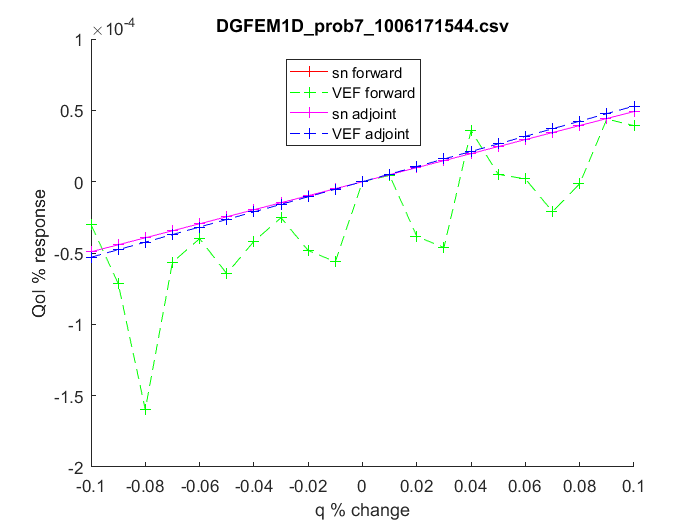 DGFEM1D_prob7_1006171544.csv
×10^-4
1
0.5
0
-0.5
-1
-1.5
-2
QoI % response
sn forward
VEF forward
sn adjoint
VEF adjoint
-0.1 -0.08 -0.06 -0.04 -0.02 0 0.02 0.04 0.06 0.08 0.1
q % change